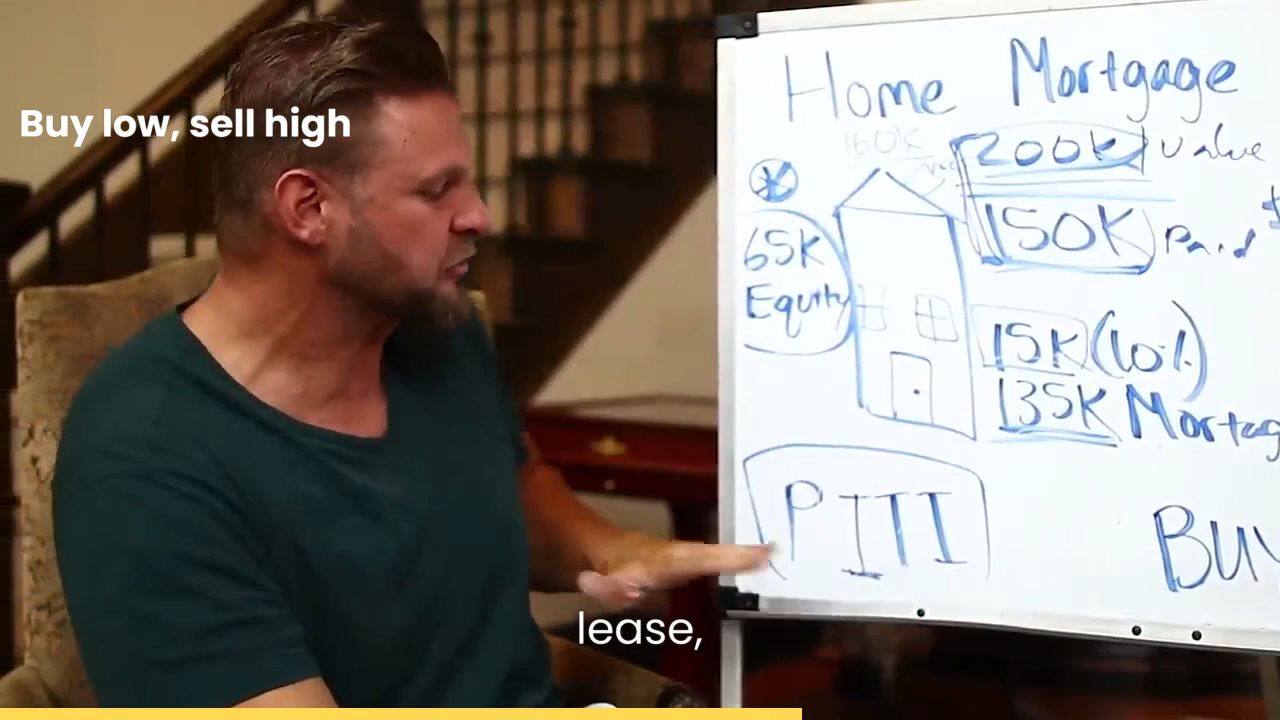 Buy low, sell high
Home Mortgage
160K
200K Value
150K Paid $
65K
Equity
15K (10%)
135K Mortgag
PITI
BUY
lease,